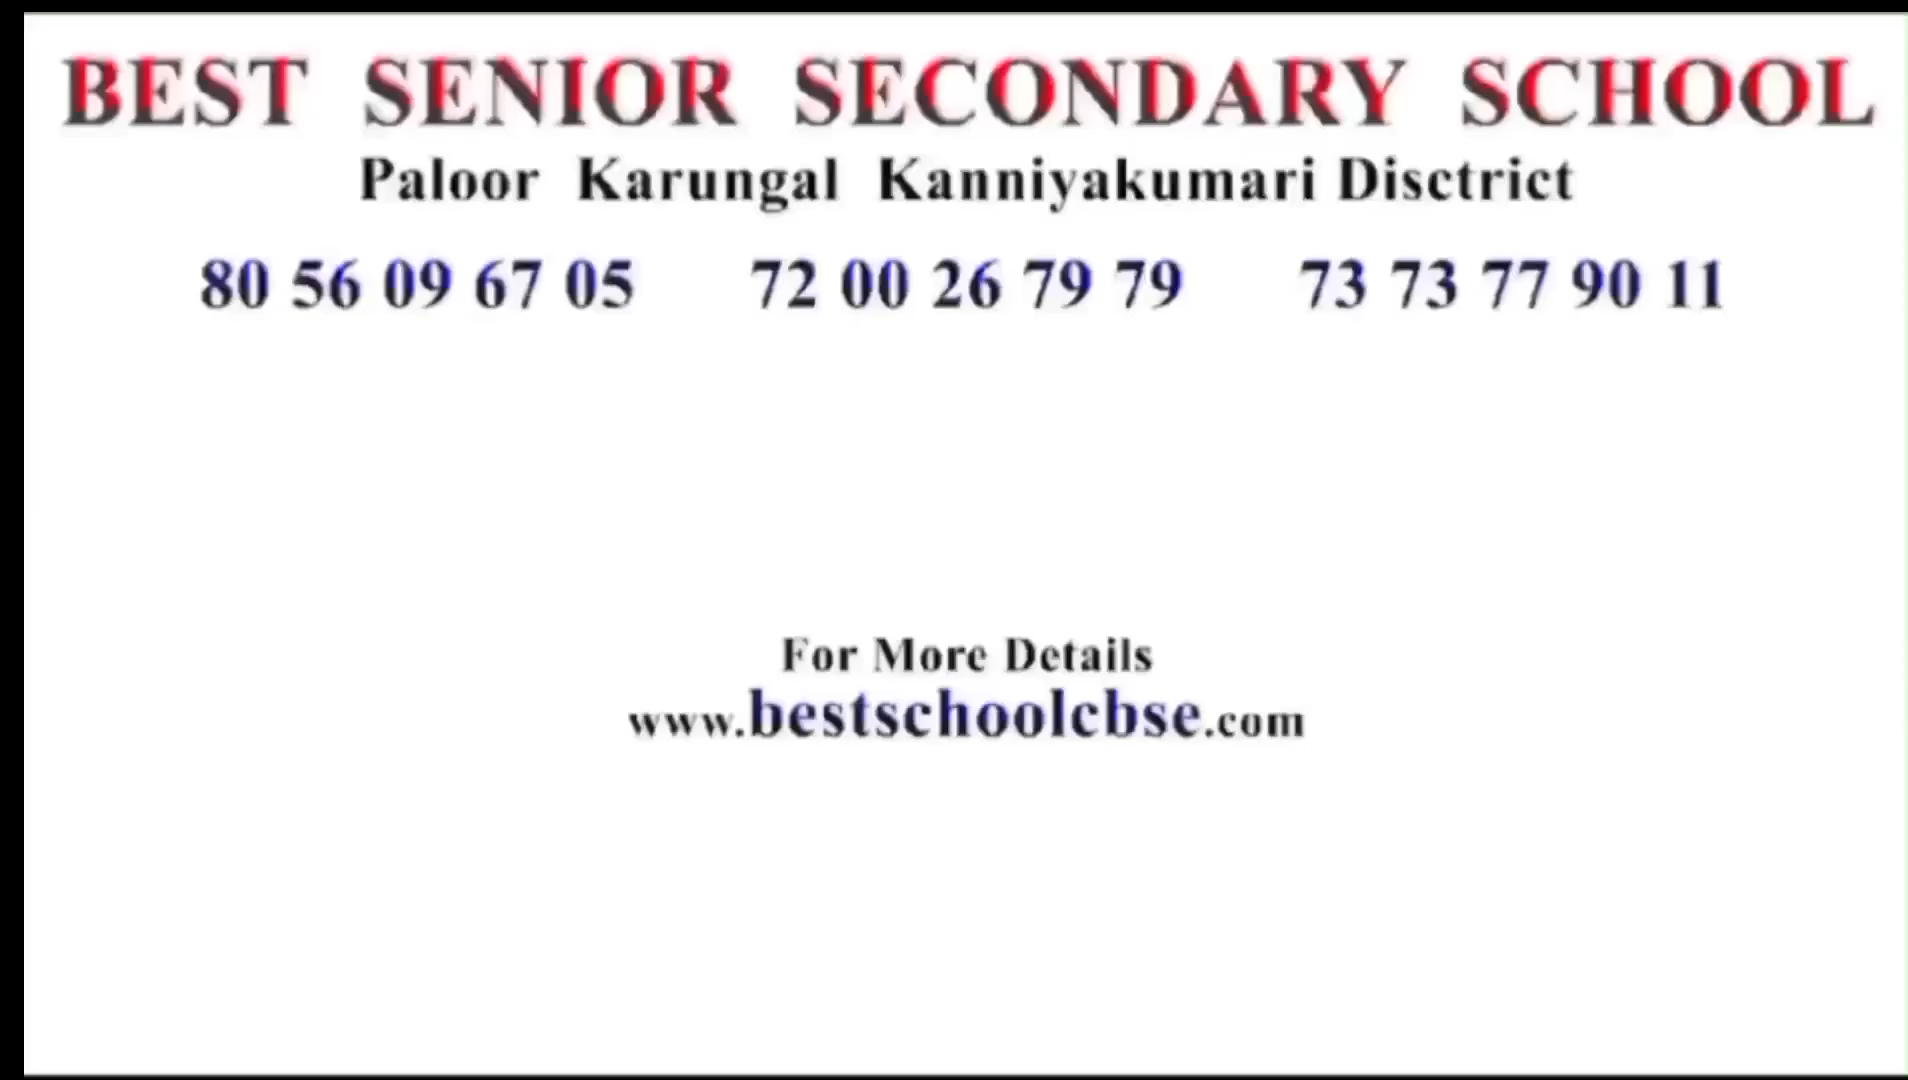 BEST SENIOR SECONDARY SCHOOL
Paloor Karungal Kanniyakumari Disctrict
80 56 09 67 05 72 00 26 79 79 73 73 77 90 11
For More Details
www.bestschoolcbse.com